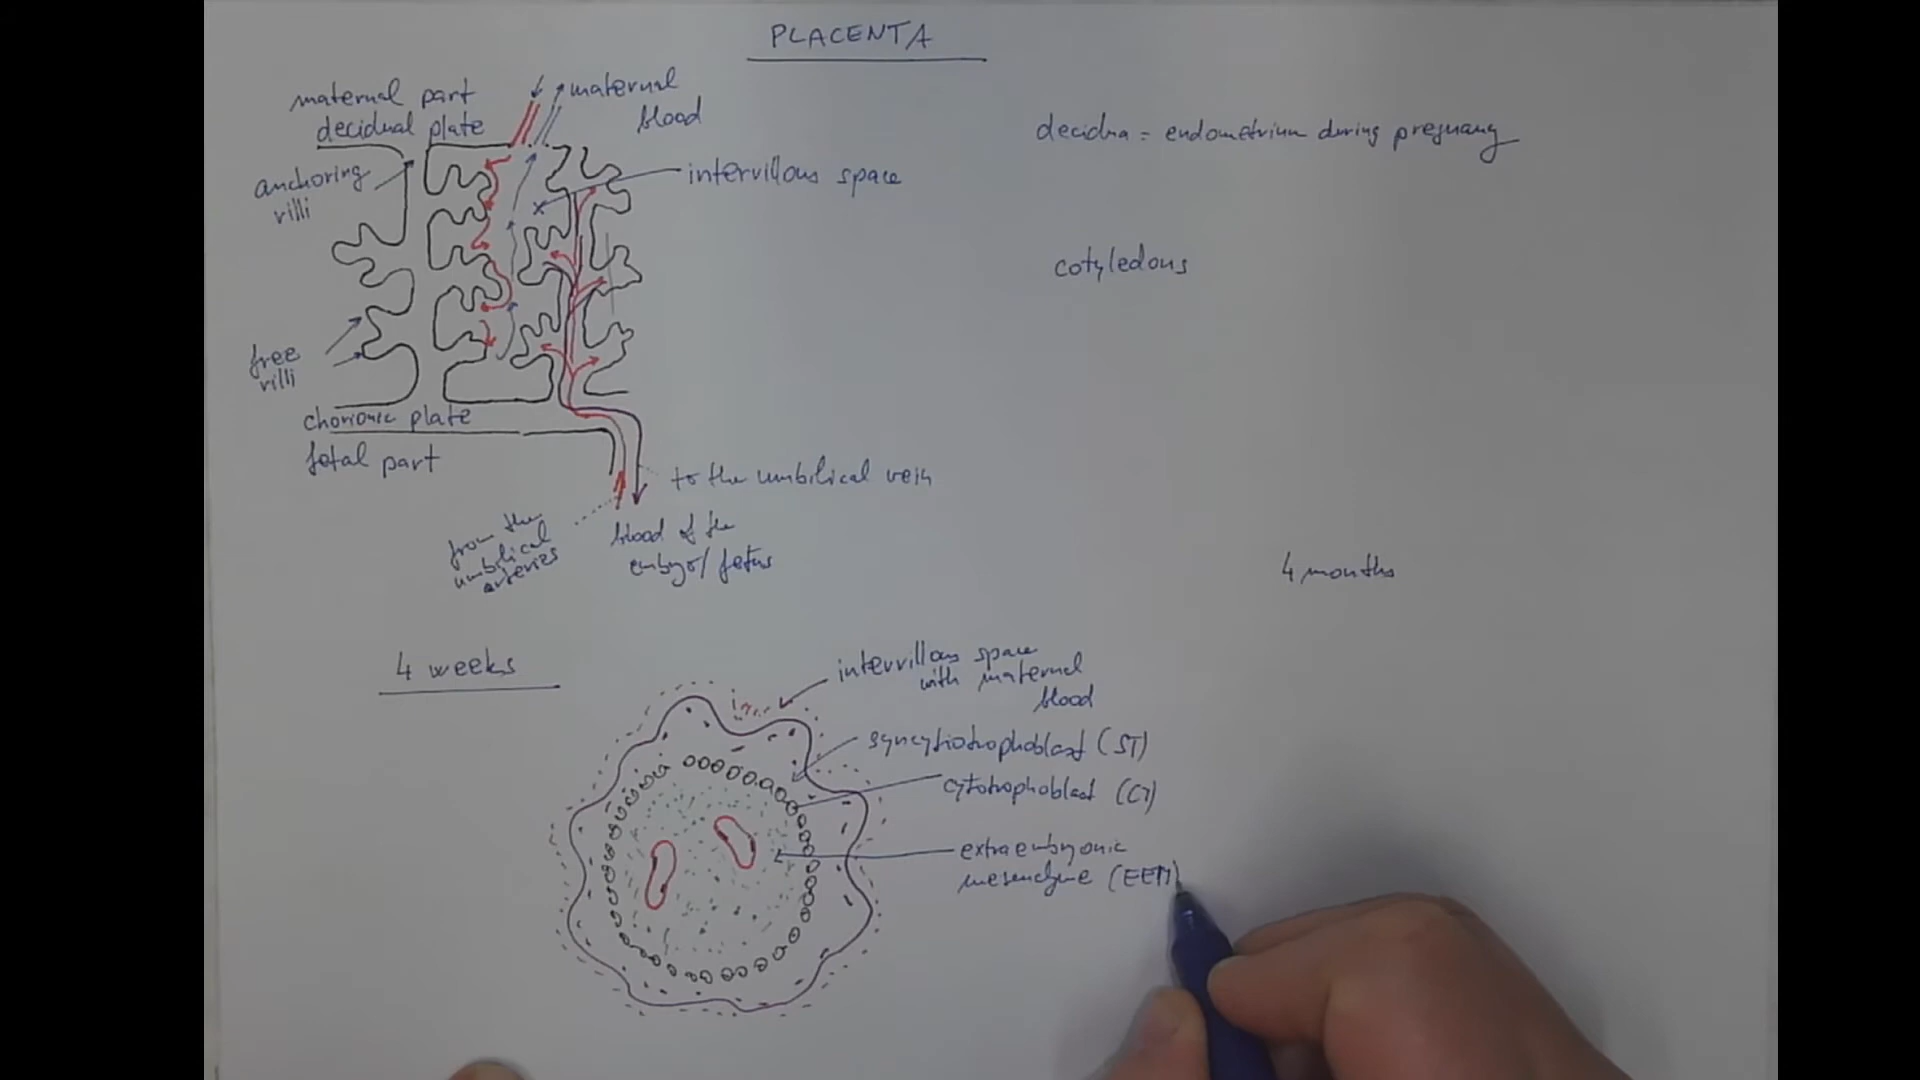 PLACENTA
maternal part
decidual plate
maternal
blood
anchoring
villi
intervillous space
free
villi
chorionic plate
fetal part
to the umbilical vein
from the
umbilical
arteries
blood of the
embryo/fetus
decidua = endometrium during pregnancy
cotyledons
4 months
4 weeks
intervillous space
with maternal
blood
syncytiotrophoblast (ST)
cytotrophoblast (CT)
extraembryonic
mesenchyme (EEM)